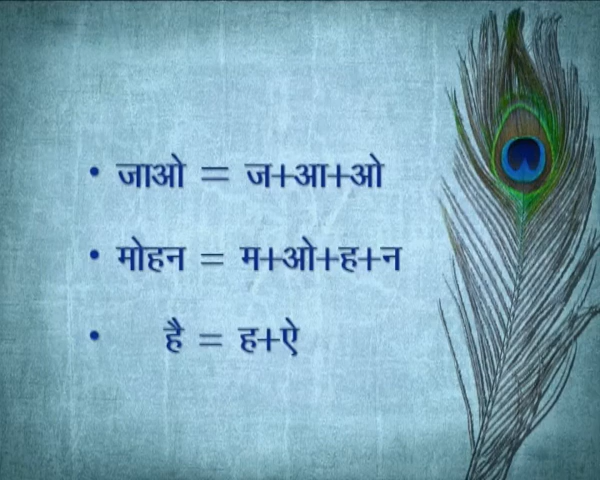 • जाओ = ज+आ+ओ
• मोहन = म+ओ+ह+न
• है = ह+ऐ